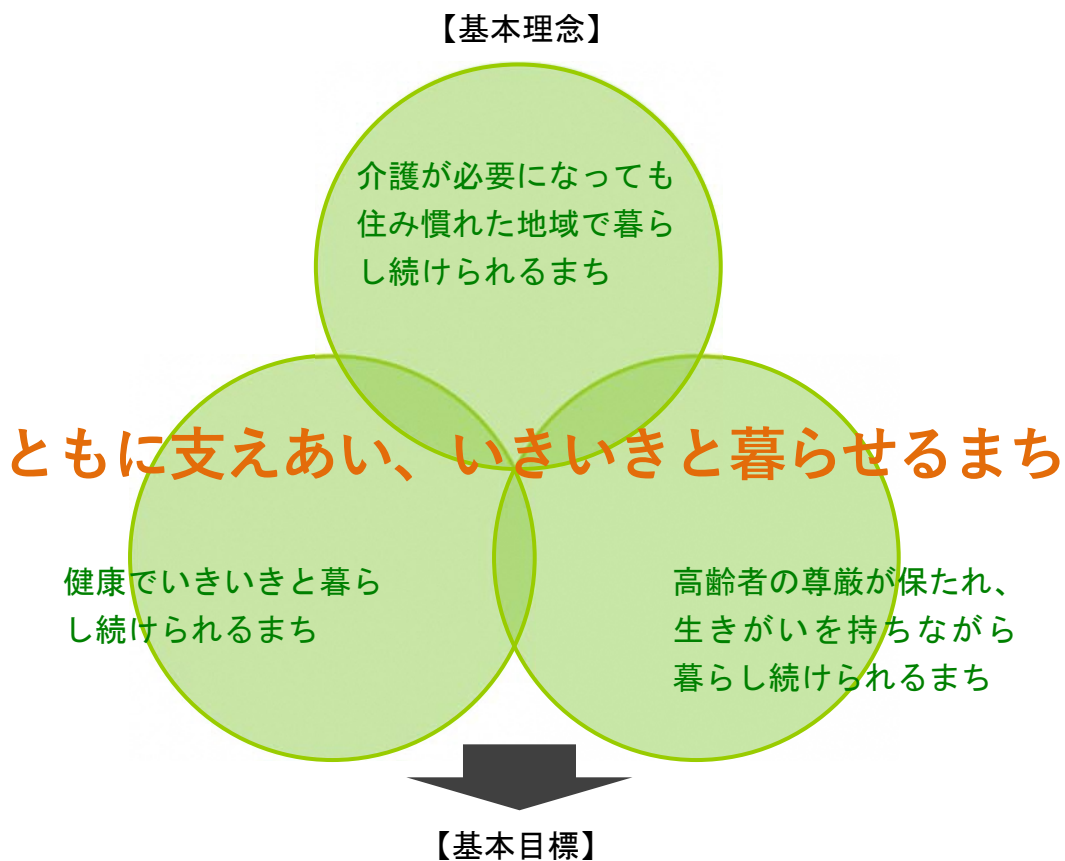 【基本理念】
介護が必要になっても
住み慣れた地域で暮ら
し続けられるまち
ともに支えあい、いきいきと暮らせるまち
健康でいきいきと暮ら
し続けられるまち
高齢者の尊厳が保たれ、
生きがいを持ちながら
暮らし続けられるまち
【基本目標】